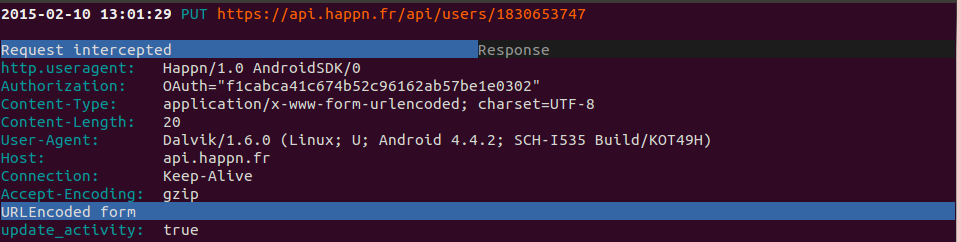 2015-02-10 13:01:29 PUT https://api.happn.fr/api/users/1830653747
Request intercepted Response
http.useragent: Happn/1.0 AndroidSDK/0
Authorization: OAuth="f1cabca41c674b52c96162ab57be1e0302"
Content-Type: application/x-www-form-urlencoded; charset=UTF-8
Content-Length: 20
User-Agent: Dalvik/1.6.0 (Linux; U; Android 4.4.2; SCH-I535 Build/KOT49H)
Host: api.happn.fr
Connection: Keep-Alive
Accept-Encoding: gzip
URLEncoded form
update_activity: true